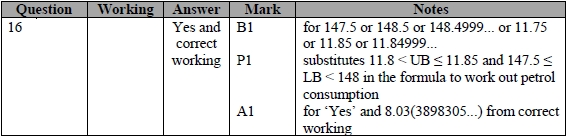 Question Working Answer Mark Notes
16 Yes and B1 for 147.5 or 148.5 or 148.4999... or 11.75
correct or 11.85 or 11.84999...
working P1 substitutes 11.8 < UB ≤ 11.85 and 147.5 ≤
LB < 148 in the formula to work out petrol
consumption
A1 for ‘Yes’ and 8.03(3898305...) from correct
working